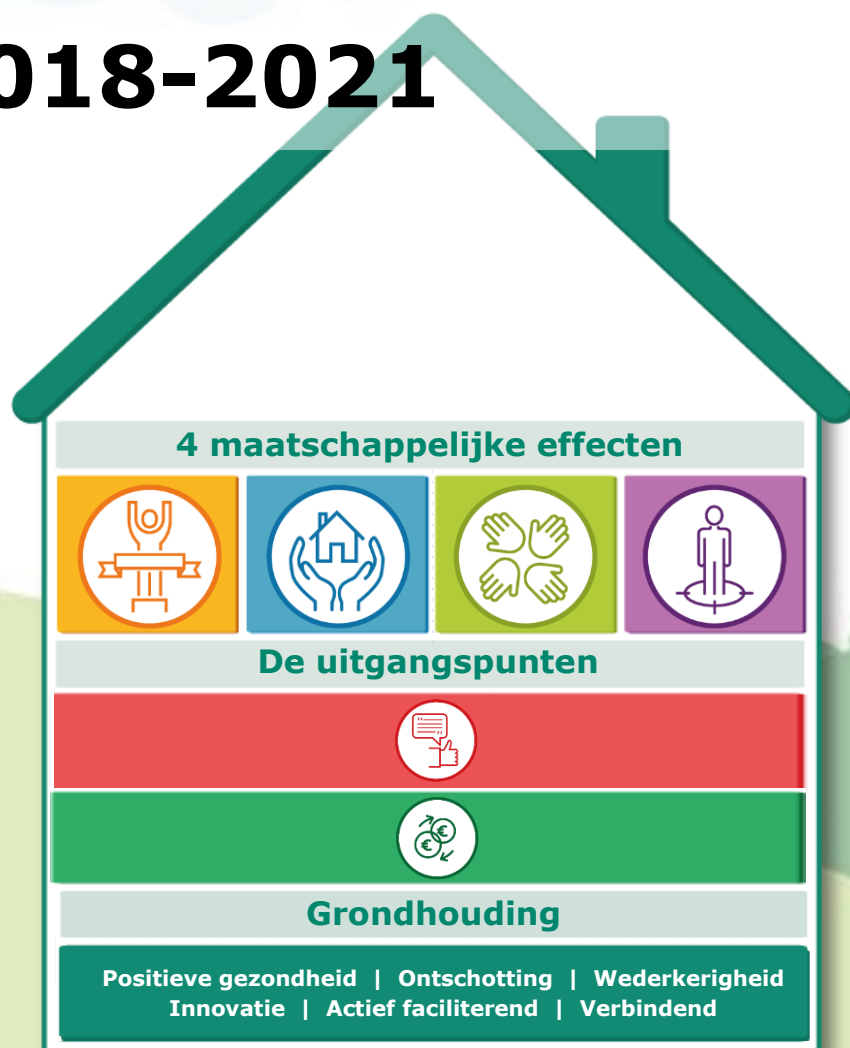 018-2021
4 maatschappelijke effecten
De uitgangspunten
Grondhouding
Positieve gezondheid | Ontschotting | Wederkerigheid
Innovatie | Actief faciliterend | Verbindend